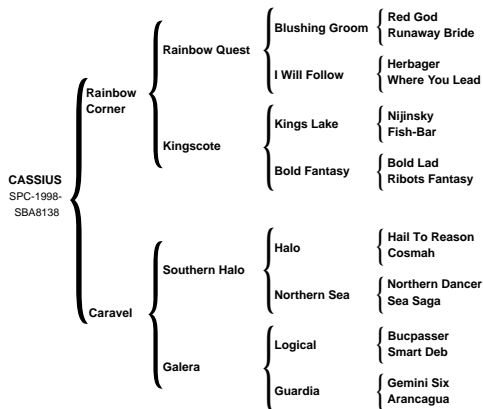 Blushing Groom
Red God
Runaway Bride
Rainbow Quest
I Will Follow
Herbager
Where You Lead
Rainbow
Corner
Kings Lake
Nijinsky
Fish-Bar
Kingscote
Bold Fantasy
Bold Lad
Ribots Fantasy
CASSIUS
SPC-1998-
SBA8138
Halo
Hail To Reason
Cosmah
Southern Halo
Northern Sea
Northern Dancer
Sea Saga
Caravel
Logical
Bucpasser
Smart Deb
Galera
Guardia
Gemini Six
Arancagua